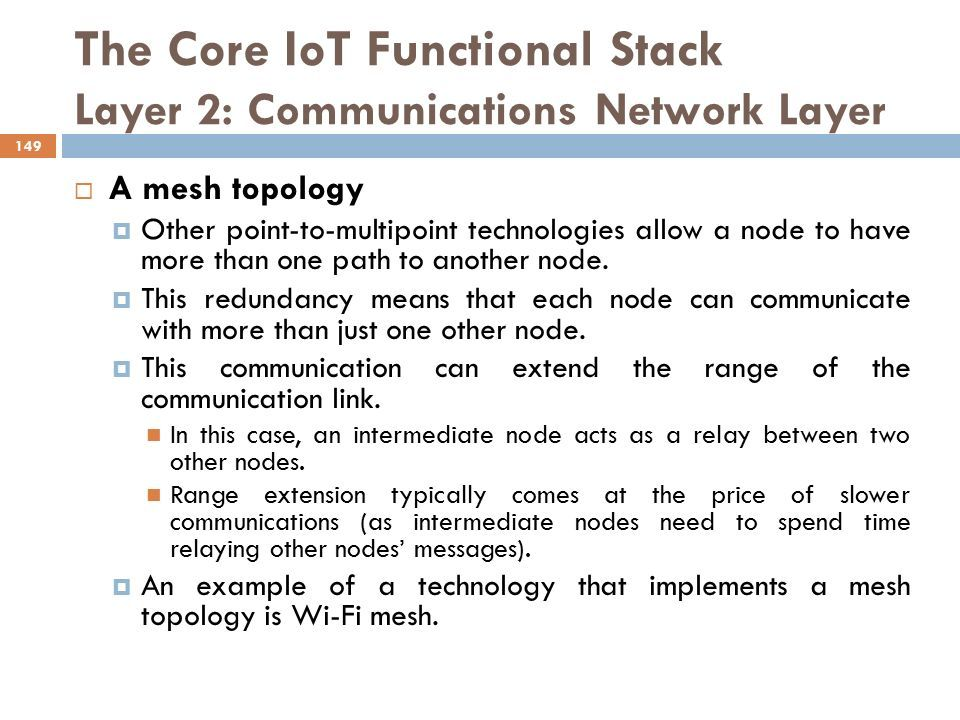 The Core IoT Functional Stack
Layer 2: Communications Network Layer
149
A mesh topology
Other point-to-multipoint technologies allow a node to have
more than one path to another node.
This redundancy means that each node can communicate
with more than just one other node.
This communication can extend the range of the
communication link.
In this case, an intermediate node acts as a relay between two
other nodes.
Range extension typically comes at the price of slower
communications (as intermediate nodes need to spend time
relaying other nodes’ messages).
An example of a technology that implements a mesh
topology is Wi-Fi mesh.